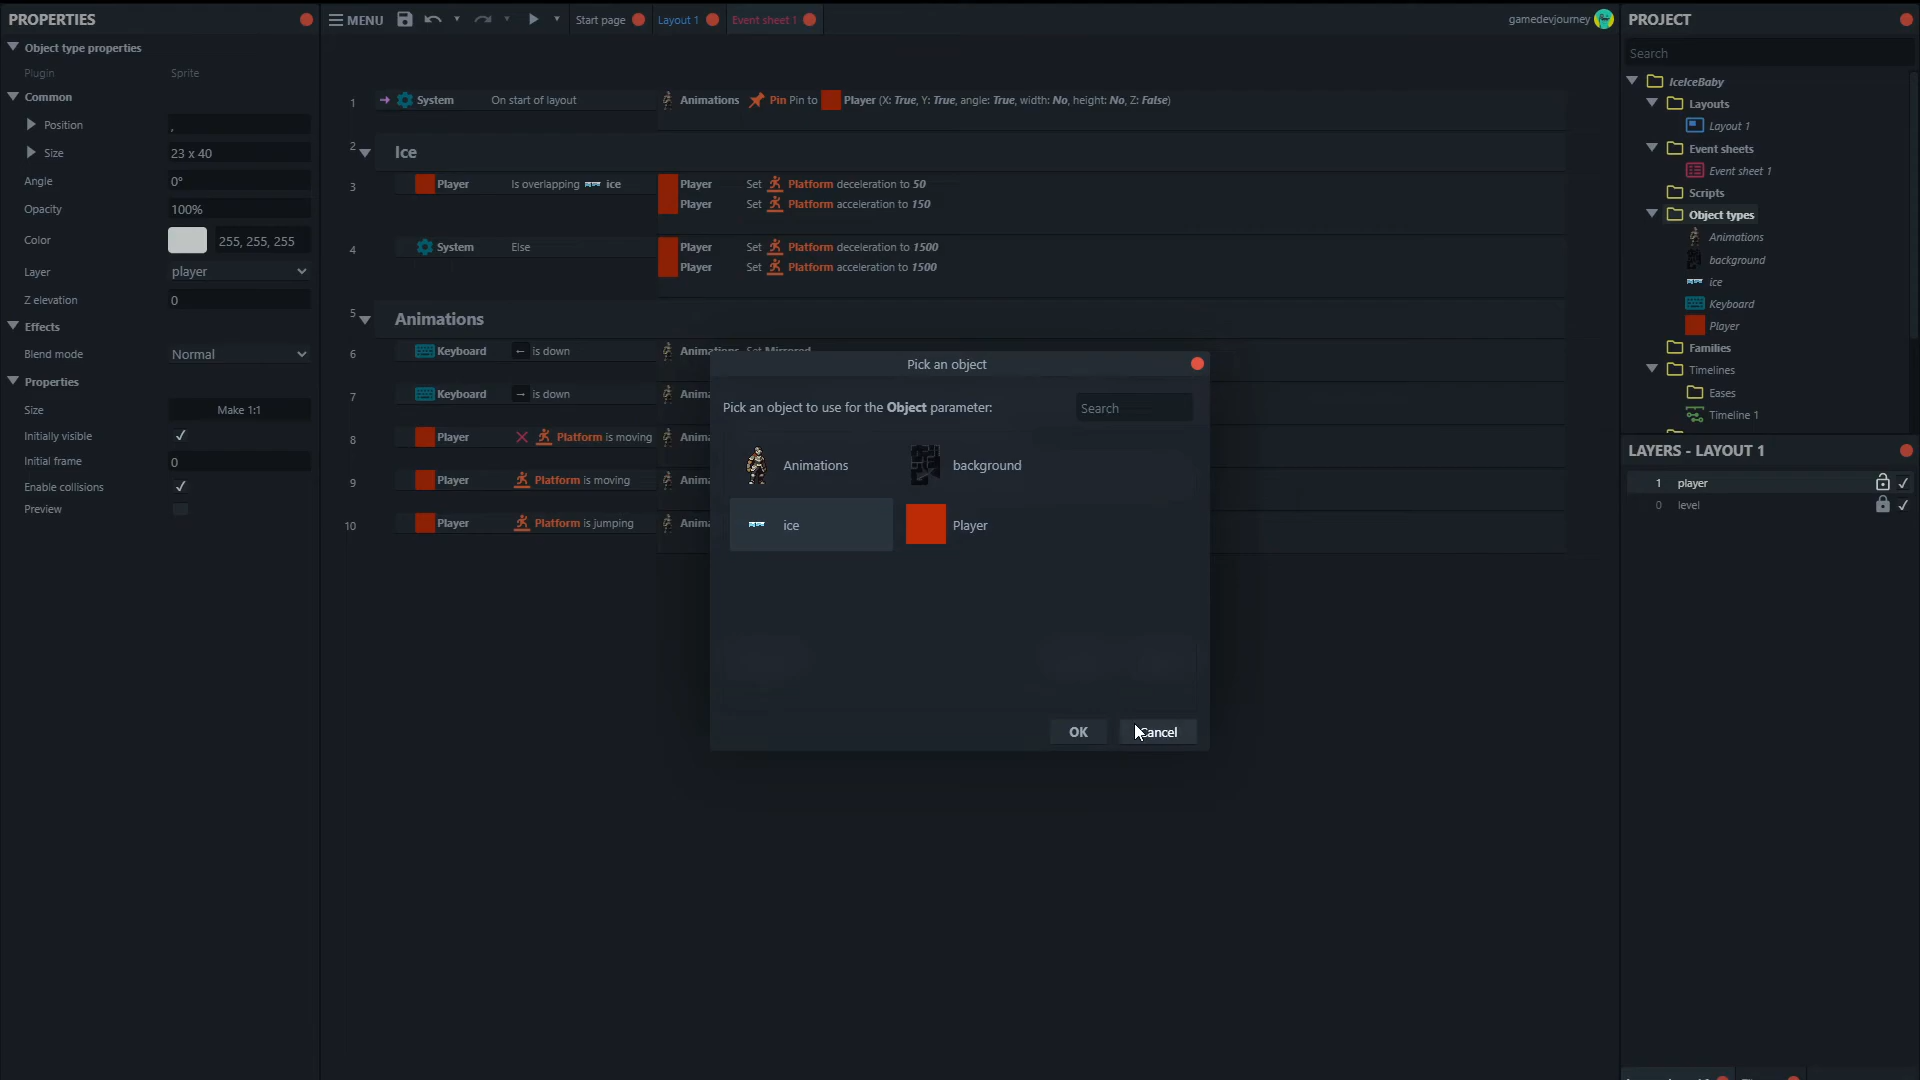 PROPERTIES
Object type properties
Plugin Sprite
Common
Position ,
Size 23 x 40
Angle 0°
Opacity 100%
Color 255, 255, 255
Layer player
Z elevation 0
Effects
Blend mode Normal
Properties
Size Make 1:1
Initially visible
Initial frame 0
Enable collisions
Preview
MENU Start page Layout 1 Event sheet 1 gamedevjourney
1 System On start of layout Animations Pin Pin to Player (X: True, Y: True, angle: True, width: No, height: No, Z: False)
2 Ice
3 Player Is overlapping ice Player Set Platform deceleration to 50
Player Set Platform acceleration to 150
4 System Else Player Set Platform deceleration to 1500
Player Set Platform acceleration to 1500
5 Animations
6 Keyboard ← is down
7 Keyboard → is down Anima
8 Player Platform is moving Anima
9 Player Platform is moving Anima
10 Player Platform is jumping Anima
Pick an object
Pick an object to use for the Object parameter: Search
Animations background
ice Player
OK Cancel
PROJECT
Search
IceIceBaby
Layouts
Layout 1
Event sheets
Event sheet 1
Scripts
Object types
Animations
background
ice
Keyboard
Player
Families
Timelines
Eases
Timeline 1
LAYERS - LAYOUT 1
1 player
0 level